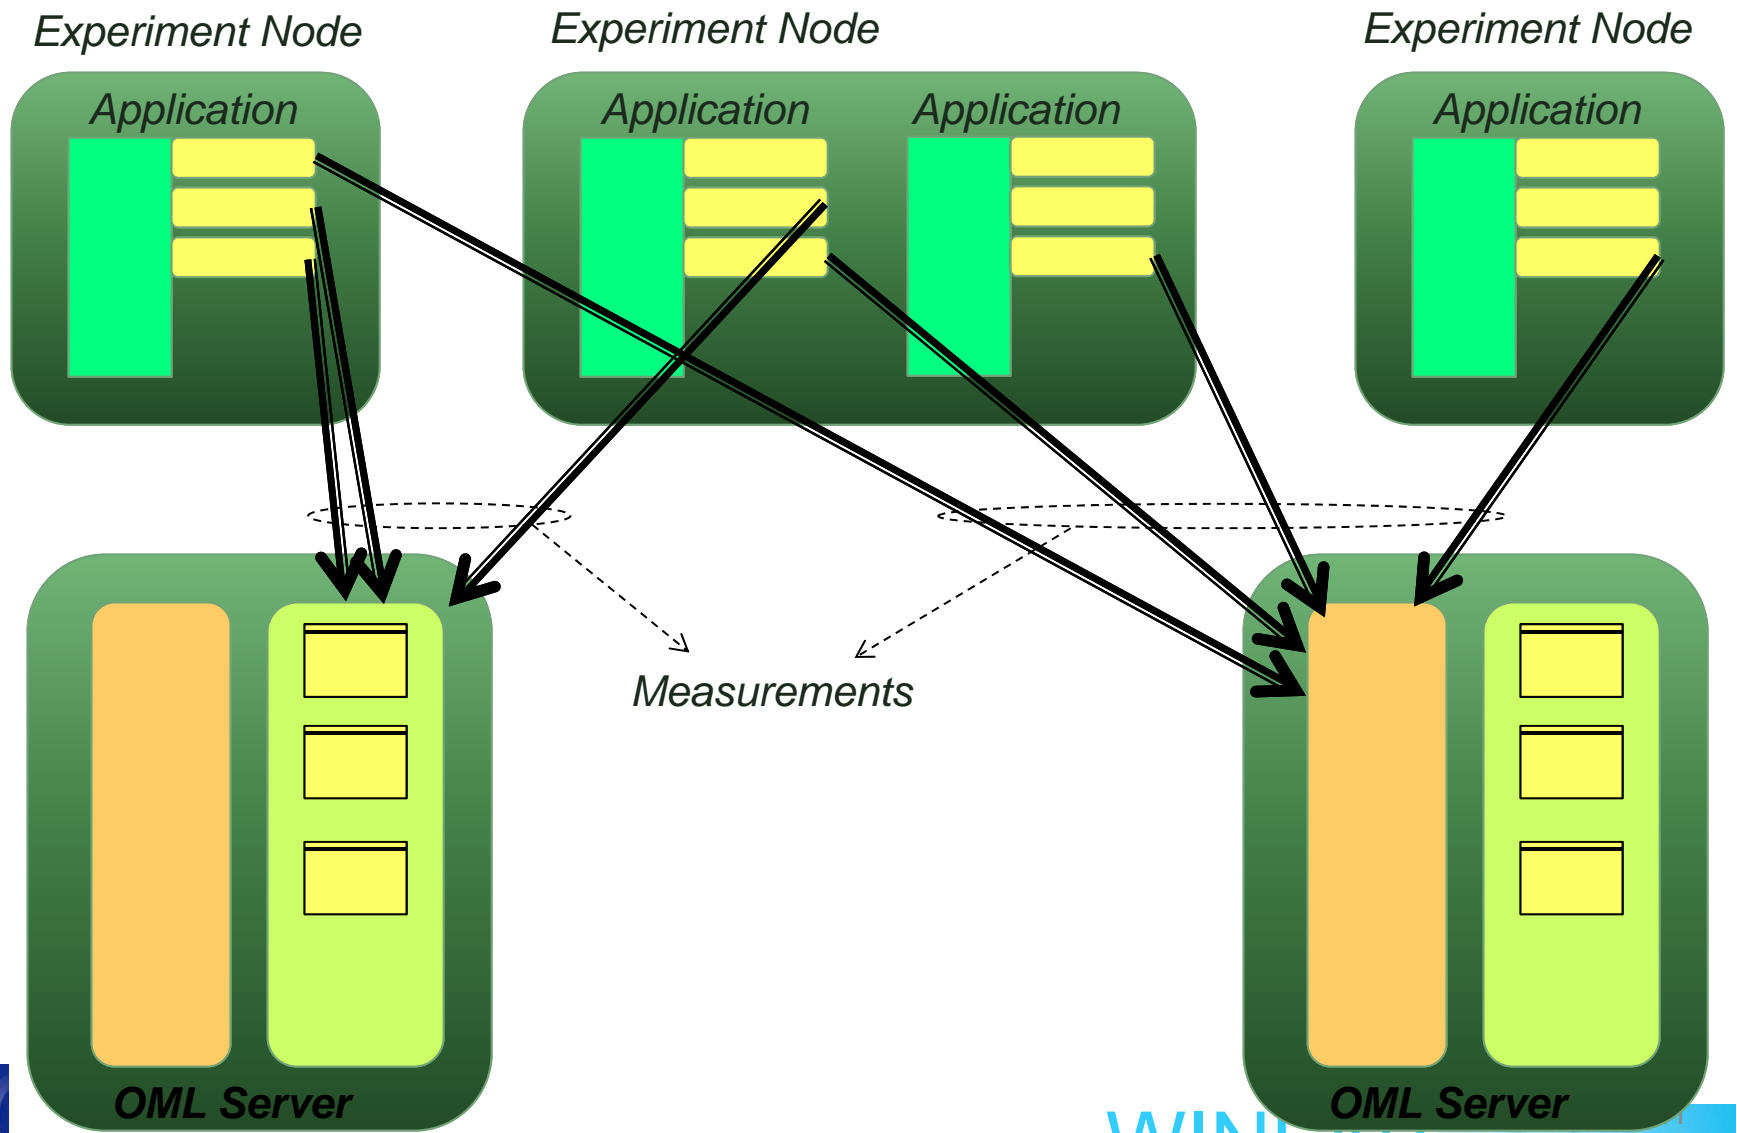 Experiment Node
Experiment Node
Experiment Node
Application
Application
Application
Application
Measurements
OML Server
OML Server